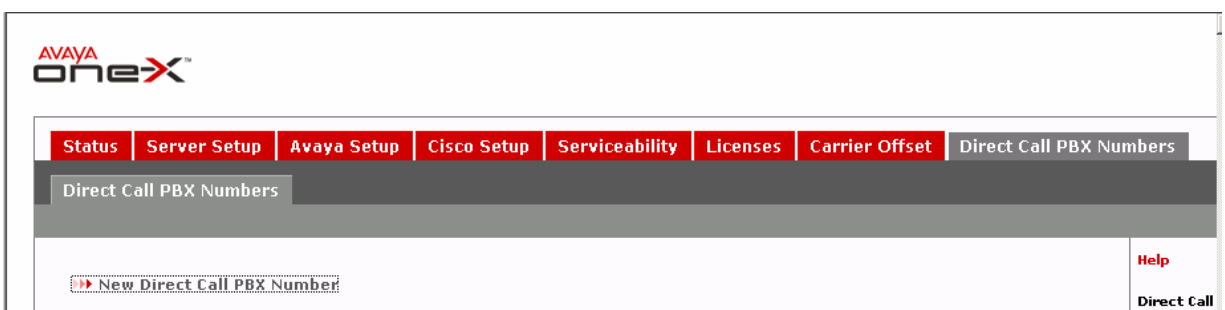 AVAYA
one-X™
Status Server Setup Avaya Setup Cisco Setup Serviceability Licenses Carrier Offset Direct Call PBX Numbers
Direct Call PBX Numbers
Help
New Direct Call PBX Number
Direct Call